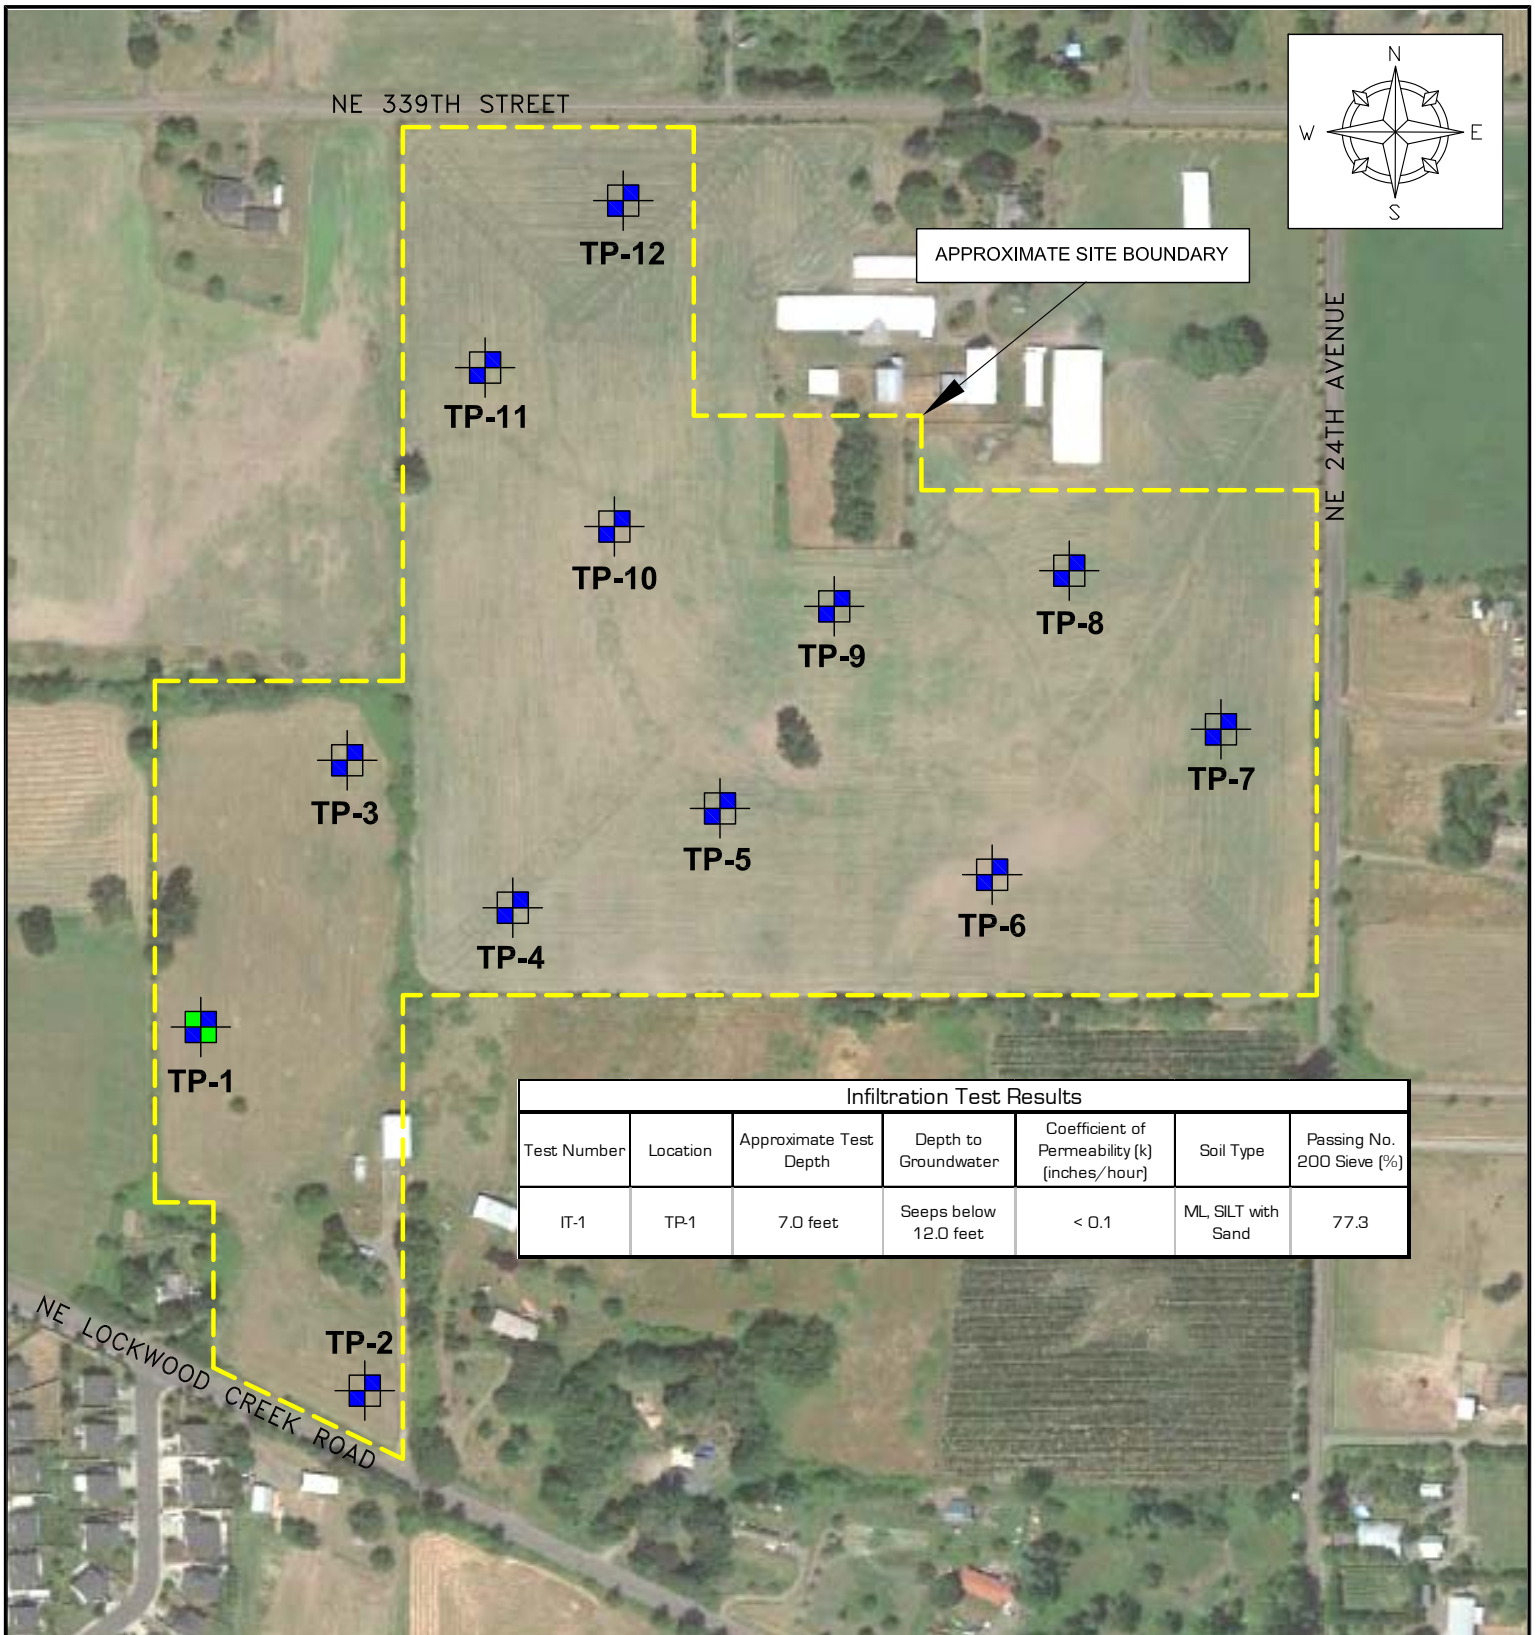 NE 339TH STREET
N
W
E
S
TP-12
APPROXIMATE SITE BOUNDARY
NE 24TH AVENUE
TP-11
TP-10
TP-8
TP-9
TP-7
TP-3
TP-5
TP-6
TP-4
TP-1
Infiltration Test Results
Test Number
Location
Approximate Test
Depth
Depth to
Groundwater
Coefficient of
Permeability (k)
(inches/hour)
Soil Type
Passing No.
200 Sieve (%)
IT-1
TP-1
7.0 feet
Seeps below
12.0 feet
< 0.1
ML, SILT with
Sand
77.3
NE LOCKWOOD CREEK ROAD
TP-2